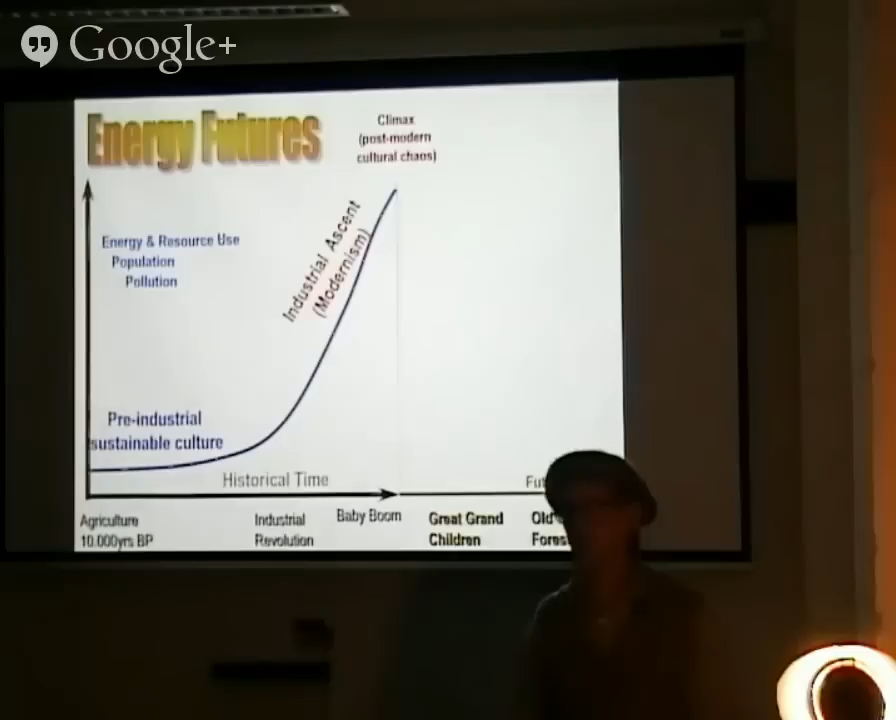 Google+
Energy Futures
Climax
(post-modern
cultural chaos)
Industrial Ascent
(Modernism)
Energy & Resource Use
Population
Pollution
Pre-industrial
sustainable culture
Historical Time
Agriculture
10.000yrs BP
Industrial
Revolution
Baby Boom
Great Grand
Children
Old